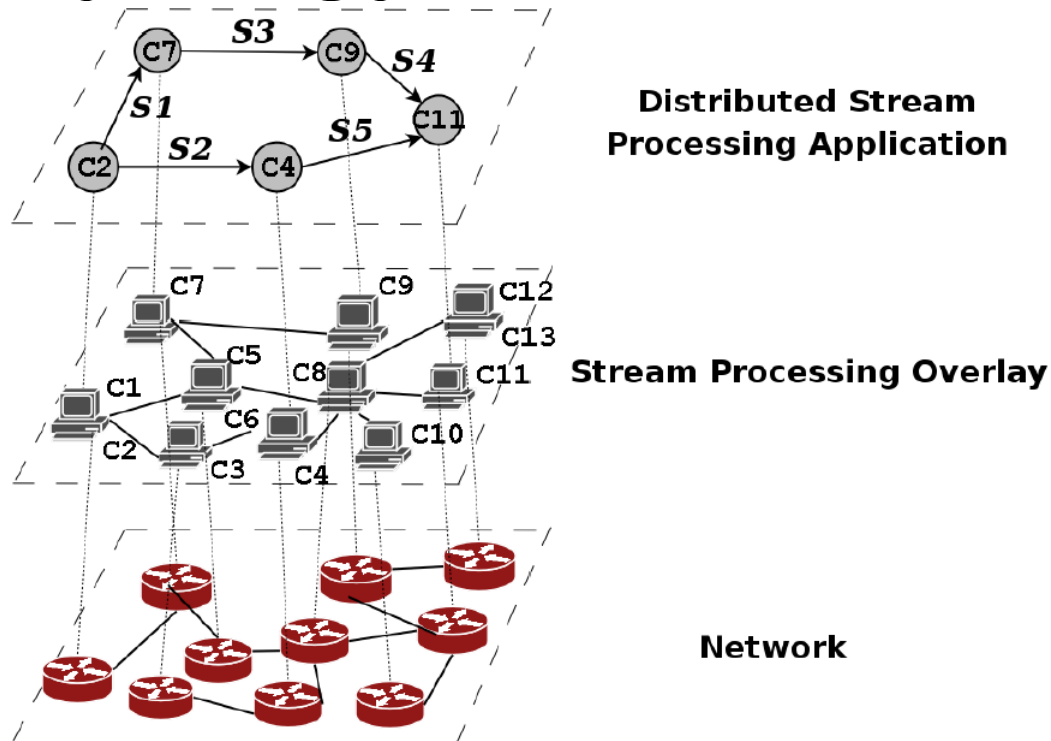 S3
C7
C9
S4
S1
C11
S5
S2
C2
C4
Distributed Stream
Processing Application
C7
C9
C12
C13
C5
C8
C11
C1
C6
C10
C2
C3
C4
Stream Processing Overlay
Network